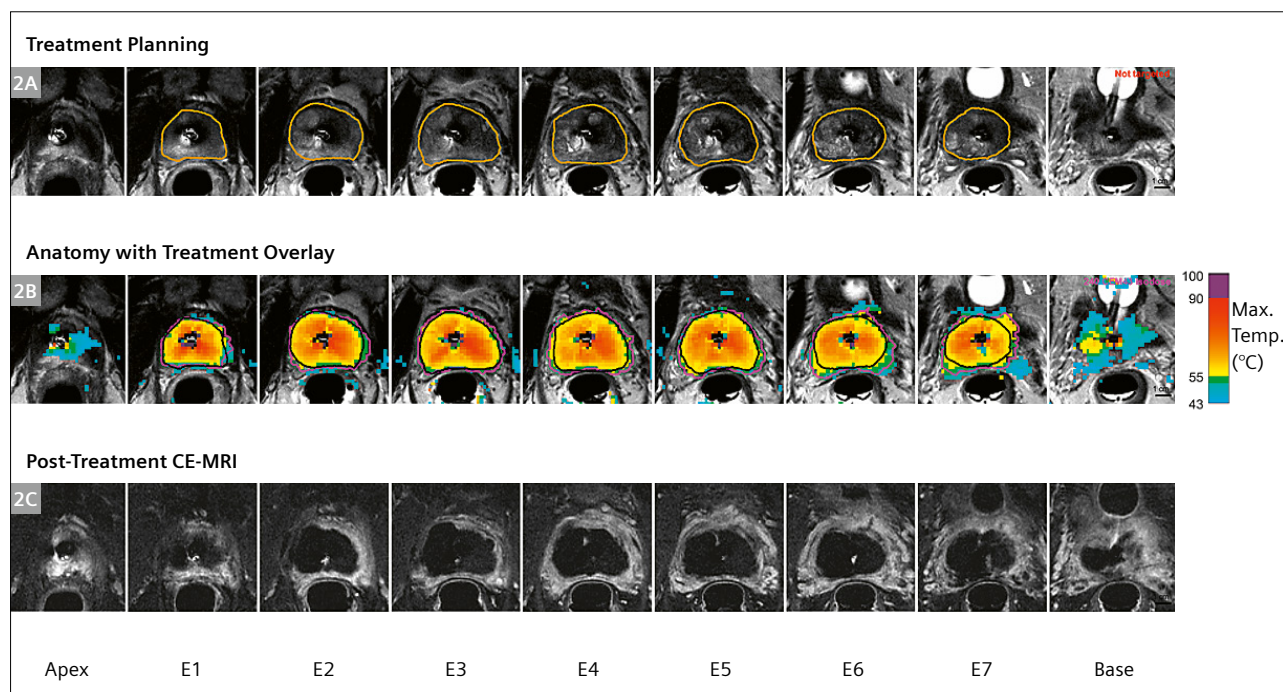 Treatment Planning
2A
Not targeted
1 cm
Anatomy with Treatment Overlay
2B
100
90
55
43
Max.
Temp.
(°C)
1 cm
Post-Treatment CE-MRI
2C
Apex E1 E2 E3 E4 E5 E6 E7 Base